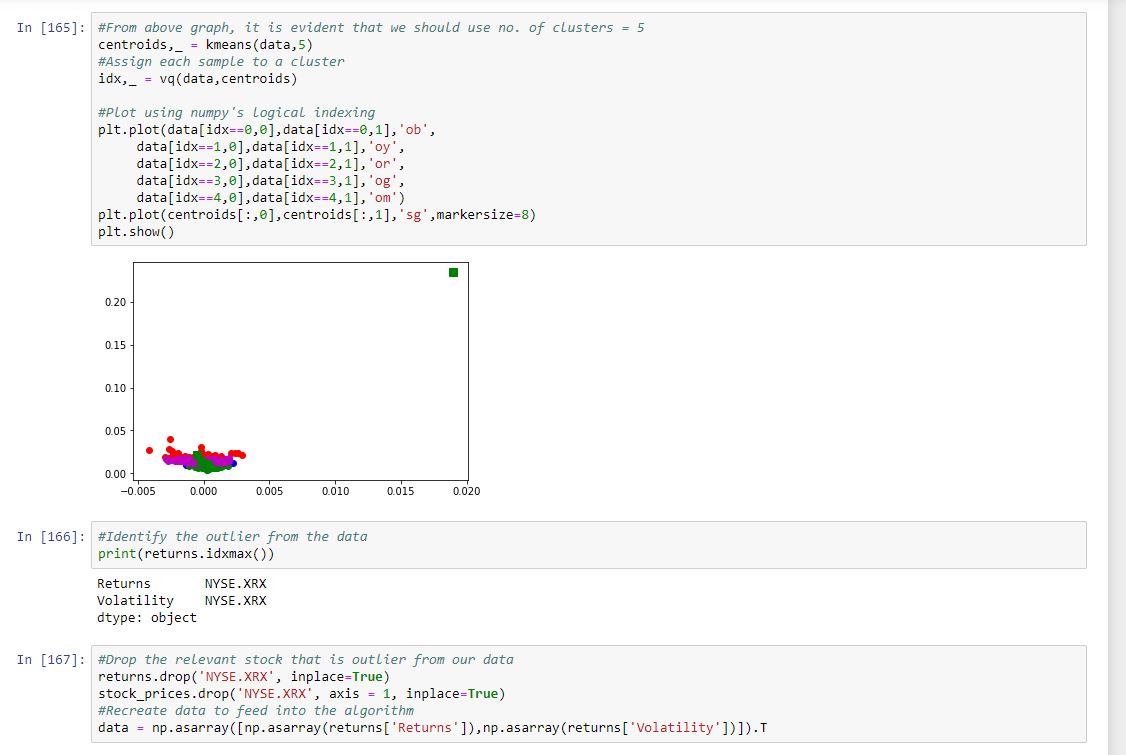 In [165]: #From above graph, it is evident that we should use no. of clusters = 5
centroids,_ = kmeans(data,5)
#Assign each sample to a cluster
idx,_ = vq(data,centroids)
#Plot using numpy's logical indexing
plt.plot(data[idx==0,0],data[idx==0,1],'ob',
data[idx==1,0],data[idx==1,1],'oy',
data[idx==2,0],data[idx==2,1],'or',
data[idx==3,0],data[idx==3,1],'og',
data[idx==4,0],data[idx==4,1],'om')
plt.plot(centroids[:,0],centroids[:,1],'sg',markersize=8)
plt.show()
0.20
0.15
0.10
0.05
0.00
−0.005 0.000 0.005 0.010 0.015 0.020
In [166]: #Identify the outlier from the data
print(returns.idxmax())
Returns NYSE.XRX
Volatility NYSE.XRX
dtype: object
In [167]: #Drop the relevant stock that is outlier from our data
returns.drop('NYSE.XRX', inplace=True)
stock_prices.drop('NYSE.XRX', axis = 1, inplace=True)
#Recreate data to feed into the algorithm
data = np.asarray([np.asarray(returns['Returns']),np.asarray(returns['Volatility'])]).T